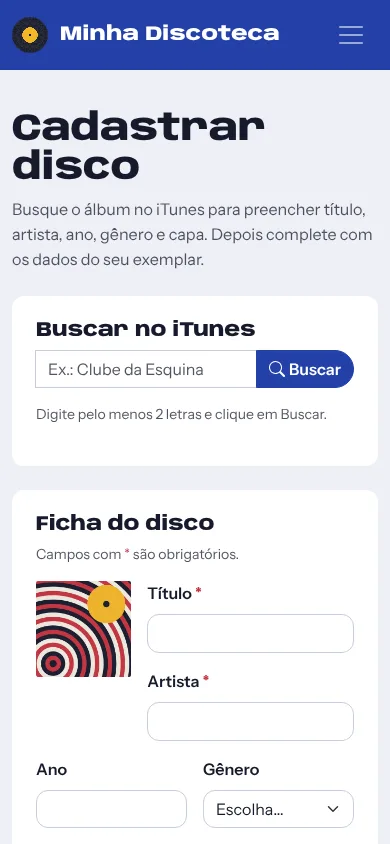 Minha Discoteca
Cadastrar
disco
Busque o álbum no iTunes para preencher título,
artista, ano, gênero e capa. Depois complete com
os dados do seu exemplar.
Buscar no iTunes
Ex.: Clube da Esquina
Buscar
Digite pelo menos 2 letras e clique em Buscar.
Ficha do disco
Campos com * são obrigatórios.
Título *
Artista *
Ano
Gênero
Escolha...